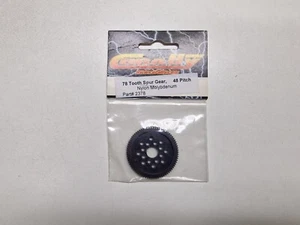 78 Tooth Spur Gear, 48 Pitch
Nylon Molybdenum
Part# 2378